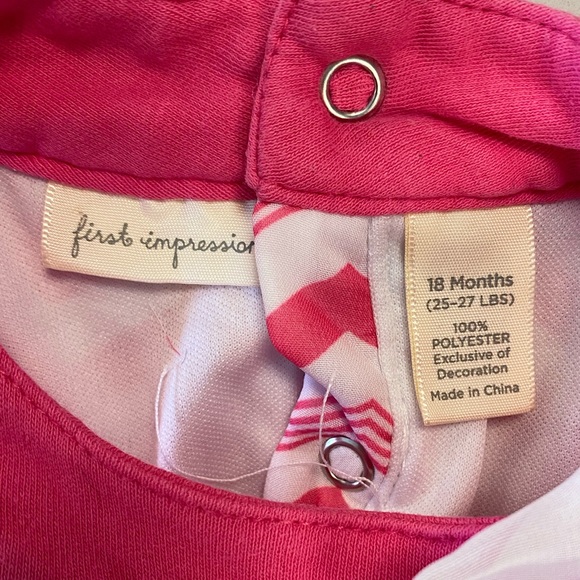 first impression
18 Months
(25-27 LBS)
100%
POLYESTER
Exclusive of
Decoration
Made in China